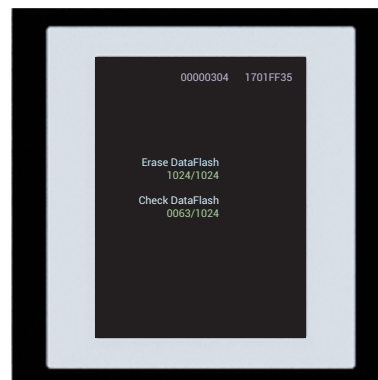 00000304 1701FF35
Erase DataFlash
1024/1024
Check DataFlash
0063/1024